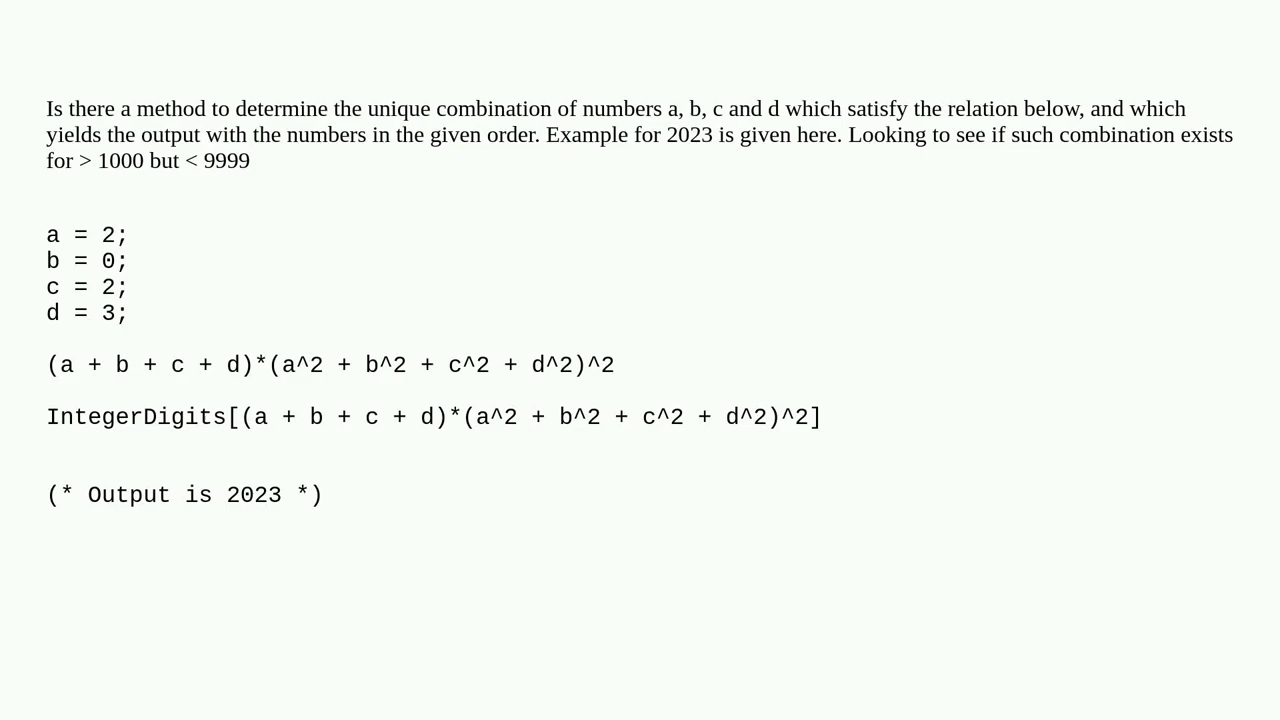 Is there a method to determine the unique combination of numbers a, b, c and d which satisfy the relation below, and which
yields the output with the numbers in the given order. Example for 2023 is given here. Looking to see if such combination exists
for > 1000 but < 9999
a = 2;
b = 0;
c = 2;
d = 3;
(a + b + c + d)*(a^2 + b^2 + c^2 + d^2)^2
IntegerDigits[(a + b + c + d)*(a^2 + b^2 + c^2 + d^2)^2]
(* Output is 2023 *)